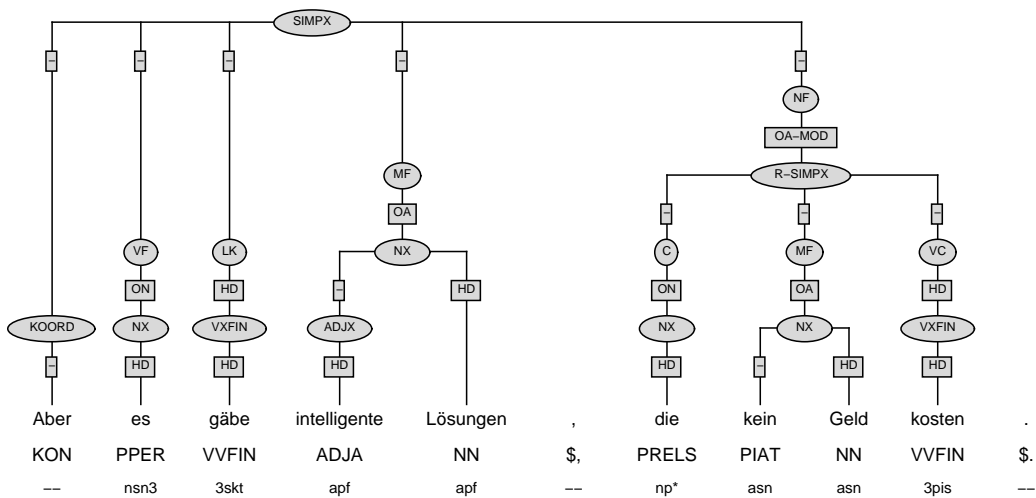 SIMPX
– – – – –
NF
OA–MOD
MF R–SIMPX
OA – – –
VF LK NX C MF VC
ON HD – HD ON OA HD
KOORD NX VXFIN ADJX NX NX VXFIN
– HD HD HD HD – HD HD
Aber es gäbe intelligente Lösungen , die kein Geld kosten .
KON PPER VVFIN ADJA NN $, PRELS PIAT NN VVFIN $.
–– nsn3 3skt apf apf –– np* asn asn 3pis ––